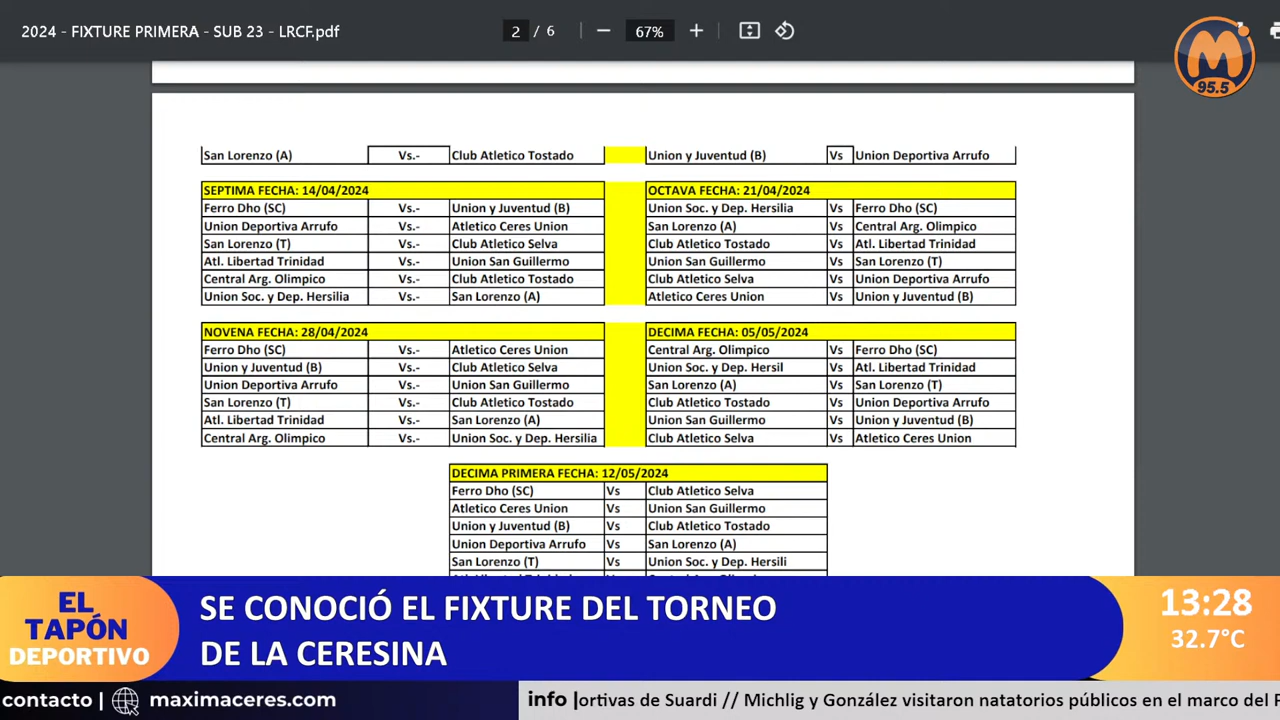 2024 - FIXTURE PRIMERA - SUB 23 - LRCF.pdf 2 / 6 67%
M
95.5
San Lorenzo (A) Vs.- Club Atletico Tostado Union y Juventud (B) Vs Union Deportiva Arrufo
SEPTIMA FECHA: 14/04/2024 OCTAVA FECHA: 21/04/2024
Ferro Dho (SC) Vs.- Union y Juventud (B) Union Soc. y Dep. Hersilia Vs Ferro Dho (SC)
Union Deportiva Arrufo Vs.- Atletico Ceres Union San Lorenzo (A) Vs Central Arg. Olimpico
San Lorenzo (T) Vs.- Club Atletico Selva Club Atletico Tostado Vs Atl. Libertad Trinidad
Atl. Libertad Trinidad Vs.- Union San Guillermo Union San Guillermo Vs San Lorenzo (T)
Central Arg. Olimpico Vs.- Club Atletico Tostado Club Atletico Selva Vs Union Deportiva Arrufo
Union Soc. y Dep. Hersilia Vs.- San Lorenzo (A) Atletico Ceres Union Vs Union y Juventud (B)
NOVENA FECHA: 28/04/2024 DECIMA FECHA: 05/05/2024
Ferro Dho (SC) Vs.- Atletico Ceres Union Central Arg. Olimpico Vs Ferro Dho (SC)
Union y Juventud (B) Vs.- Club Atletico Selva Union Soc. y Dep. Hersil Vs Atl. Libertad Trinidad
Union Deportiva Arrufo Vs.- Union San Guillermo San Lorenzo (A) Vs San Lorenzo (T)
San Lorenzo (T) Vs.- Club Atletico Tostado Club Atletico Tostado Vs Union Deportiva Arrufo
Atl. Libertad Trinidad Vs.- San Lorenzo (A) Union San Guillermo Vs Union y Juventud (B)
Central Arg. Olimpico Vs.- Union Soc. y Dep. Hersilia Club Atletico Selva Vs Atletico Ceres Union
DECIMA PRIMERA FECHA: 12/05/2024
Ferro Dho (SC) Vs Club Atletico Selva
Atletico Ceres Union Vs Union San Guillermo
Union y Juventud (B) Vs Club Atletico Tostado
Union Deportiva Arrufo Vs San Lorenzo (A)
San Lorenzo (T) Vs Union Soc. y Dep. Hersili
EL
TAPÓN
DEPORTIVO
SE CONOCIÓ EL FIXTURE DEL TORNEO
DE LA CERESINA
13:28
32.7°C
contacto | maximaceres.com info | ortivas de Suardi // Michlig y González visitaron natatorios públicos en el marco del